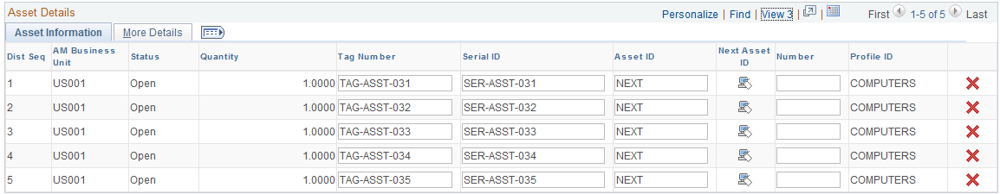 Asset Details
Personalize | Find | View 3 | | First 1-5 of 5 Last
Asset Information More Details
Dist Seq AM Business Unit Status Quantity Tag Number Serial ID Asset ID Next Asset ID Number Profile ID
1 US001 Open 1.0000 TAG-ASST-031 SER-ASST-031 NEXT COMPUTERS
2 US001 Open 1.0000 TAG-ASST-032 SER-ASST-032 NEXT COMPUTERS
3 US001 Open 1.0000 TAG-ASST-033 SER-ASST-033 NEXT COMPUTERS
4 US001 Open 1.0000 TAG-ASST-034 SER-ASST-034 NEXT COMPUTERS
5 US001 Open 1.0000 TAG-ASST-035 SER-ASST-035 NEXT COMPUTERS